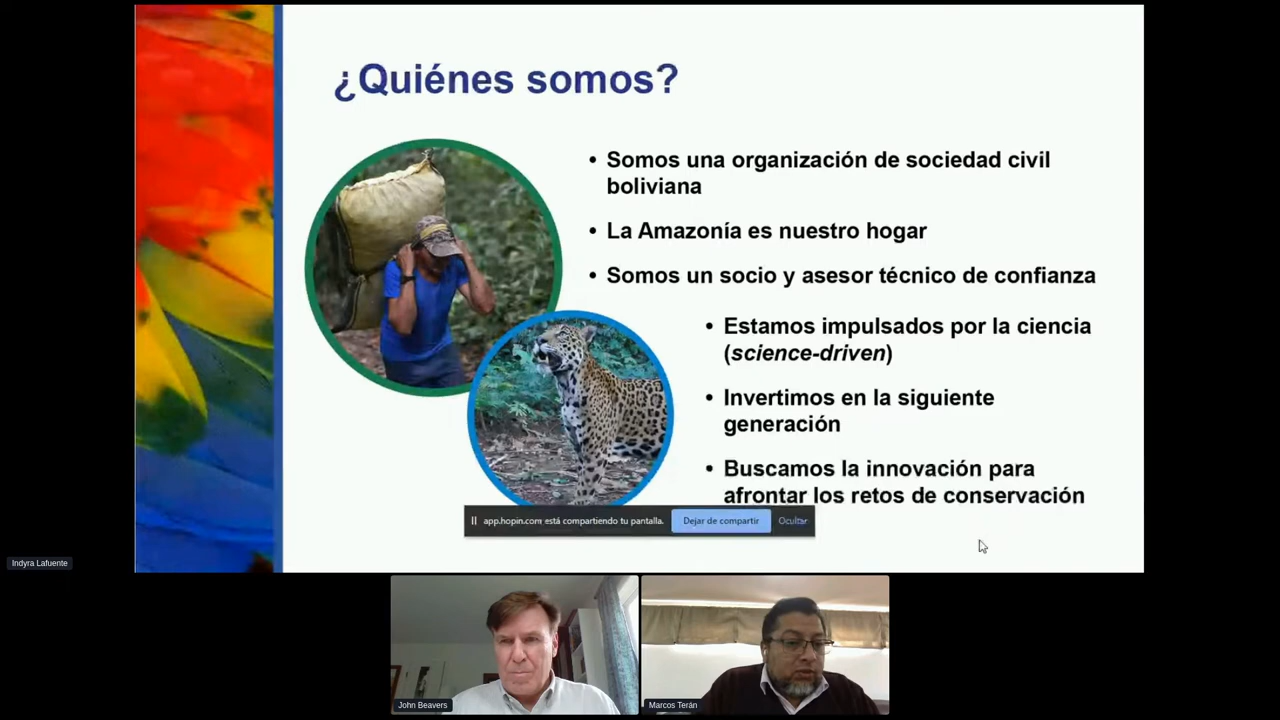 ¿Quiénes somos?
• Somos una organización de sociedad civil
boliviana
• La Amazonía es nuestro hogar
• Somos un socio y asesor técnico de confianza
• Estamos impulsados por la ciencia
(science-driven)
• Invertimos en la siguiente
generación
• Buscamos la innovación para
afrontar los retos de conservación
app.hopin.com está compartiendo tu pantalla. Dejar de compartir Ocultar
Indyra Lafuente
John Beavers
Marcos Terán